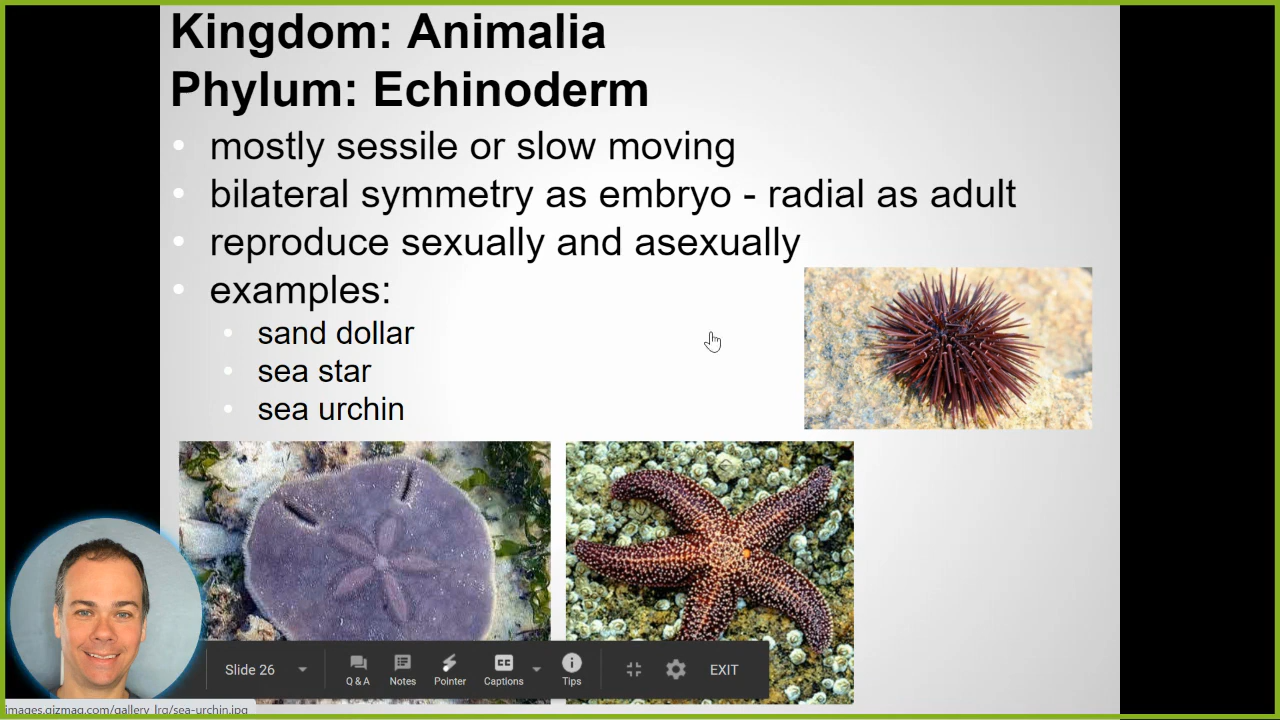 Kingdom: Animalia
Phylum: Echinoderm
• mostly sessile or slow moving
• bilateral symmetry as embryo - radial as adult
• reproduce sexually and asexually
• examples:
• sand dollar
• sea star
• sea urchin
Slide 26
Q & A
Notes
Pointer
CC
Captions
Tips
EXIT
images.gizmag.com/gallery_lrg/sea-urchin.jpg